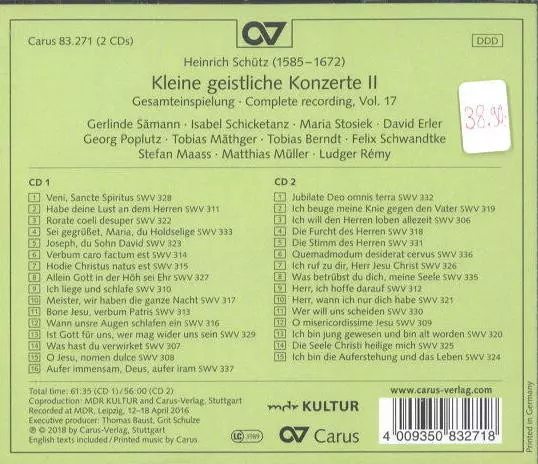 Carus 83.271 (2 CDs)
DDD
Heinrich Schütz (1585–1672)
Kleine geistliche Konzerte II
Gesamteinspielung · Complete recording, Vol. 17
38.90
Gerlinde Sämann · Isabel Schicketanz · Maria Stosiek · David Erler
Georg Poplutz · Tobias Mäthger · Tobias Berndt · Felix Schwandtke
Stefan Maass · Matthias Müller · Ludger Rémy
CD 1
1 Veni, Sancte Spiritus SWV 328
2 Habe deine Lust an dem Herren SWV 311
3 Rorate coeli desuper SWV 322
4 Sei gegrüßet, Maria, du Holdselige SWV 333
5 Joseph, du Sohn David SWV 323
6 Verbum caro factum est SWV 314
7 Hodie Christus natus est SWV 315
8 Allein Gott in der Höh sei Ehr SWV 327
9 Ich liege und schlafe SWV 310
10 Meister, wir haben die ganze Nacht SWV 317
11 Bone Jesu, verbum Patris SWV 313
12 Wann unsre Augen schlafen ein SWV 316
13 Ist Gott für uns, wer mag wider uns sein SWV 329
14 Was hast du verwirket SWV 307
15 O Jesu, nomen dulce SWV 308
16 Aufer immensam, Deus, aufer iram SWV 337
CD 2
1 Jubilate Deo omnis terra SWV 332
2 Ich beuge meine Knie gegen den Vater SWV 319
3 Ich will den Herren loben allezeit SWV 306
4 Die Furcht des Herren SWV 318
5 Die Stimm des Herren SWV 331
6 Quemadmodum desiderat cervus SWV 336
7 Ich ruf zu dir, Herr Jesu Christ SWV 326
8 Was betrübst du dich, meine Seele SWV 335
9 Herr, ich hoffe darauf SWV 312
10 Herr, wann ich nur dich habe SWV 321
11 Wer will uns scheiden SWV 330
12 O misericordissime Jesu SWV 309
13 Ich bin jung gewesen und bin alt worden SWV 320
14 Die Seele Christi heilige mich SWV 325
15 Ich bin die Auferstehung und das Leben SWV 324
Total time: 61:35 (CD 1) / 56:00 (CD 2)
Coproduction: MDR KULTUR and Carus-Verlag, Stuttgart
Recorded at MDR, Leipzig, 12–18 April 2016
Executive producer: Thomas Baust, Grit Schulze
℗ © 2018 by Carus-Verlag, Stuttgart
English texts included / Printed music by Carus
LC 3989
mdr KULTUR
Carus
www.carus-verlag.com
4 009350 832718
Printed in Germany